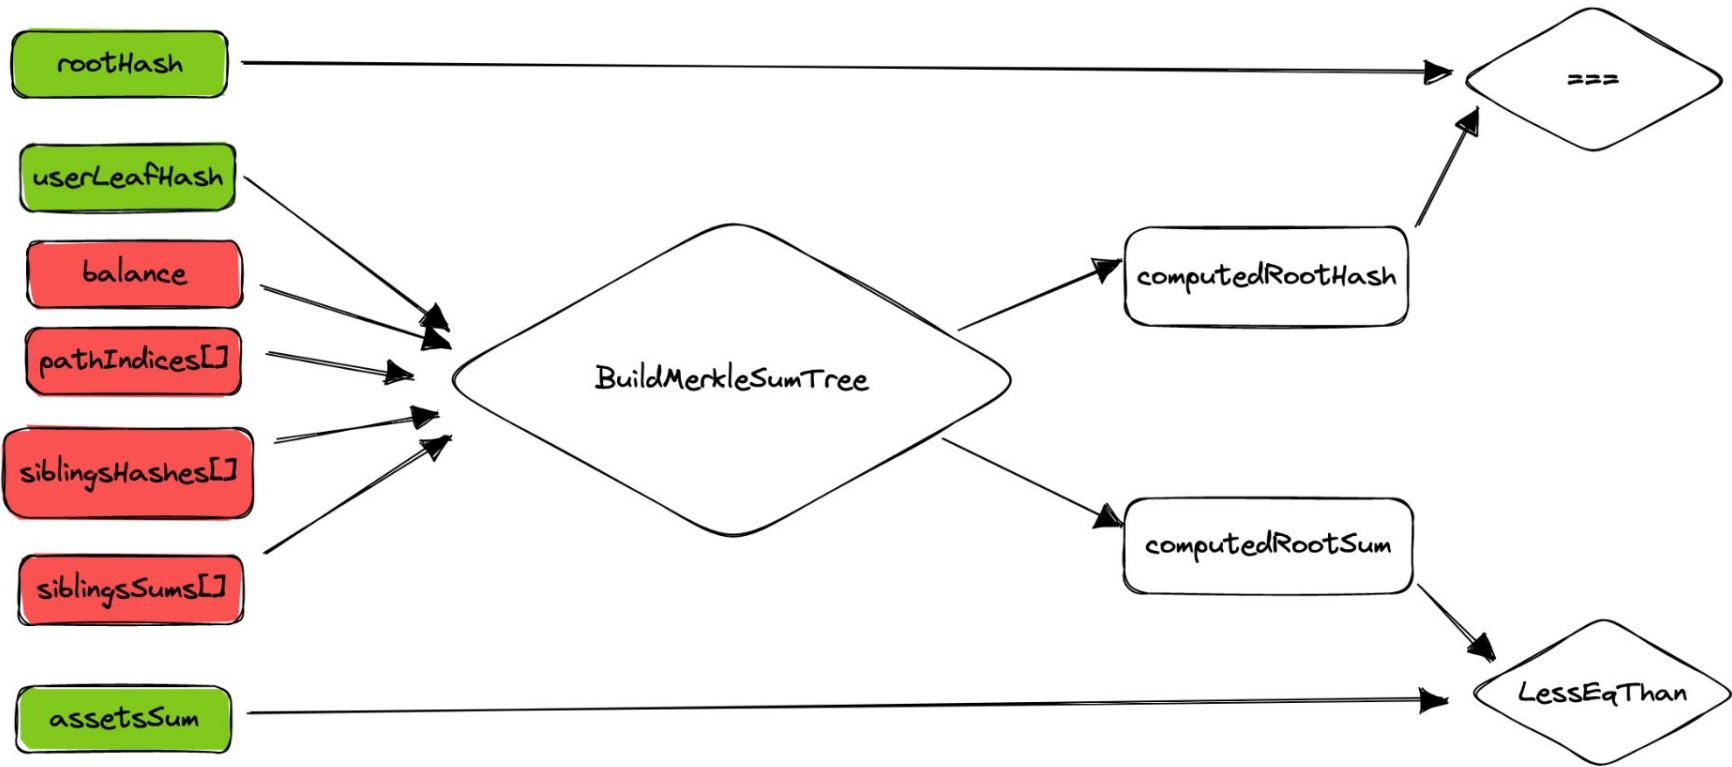 rootHash
===
userLeafHash
balance
computedRootHash
pathIndices[]
BuildMerkleSumTree
siblingsHashes[]
computedRootSum
siblingsSums[]
LessEqThan
assetsSum